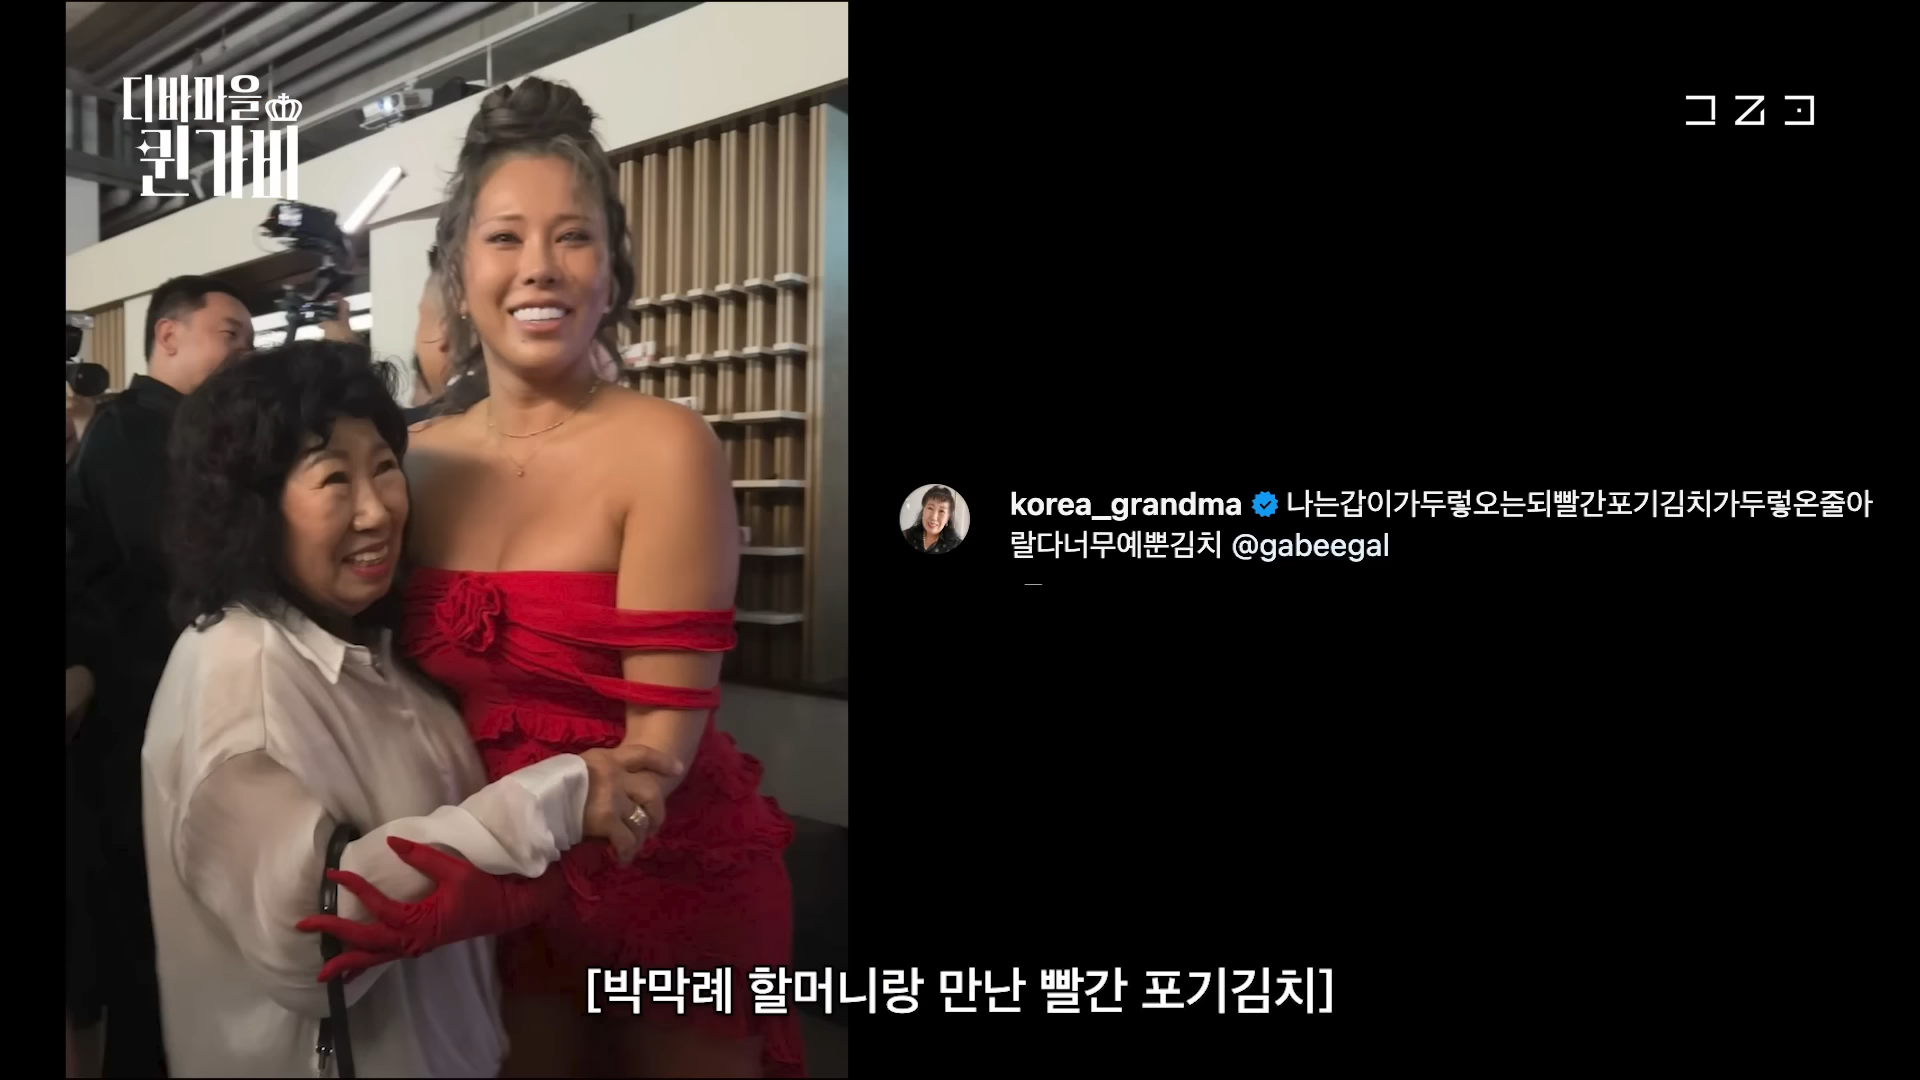 디바마을
퀸가비
korea_grandma 나는갑이가두렇오는되빨간포기김치가두렇온줄아
랄다너무예뿐김치 @gabeegal
[박막례 할머니랑 만난 빨간 포기김치]